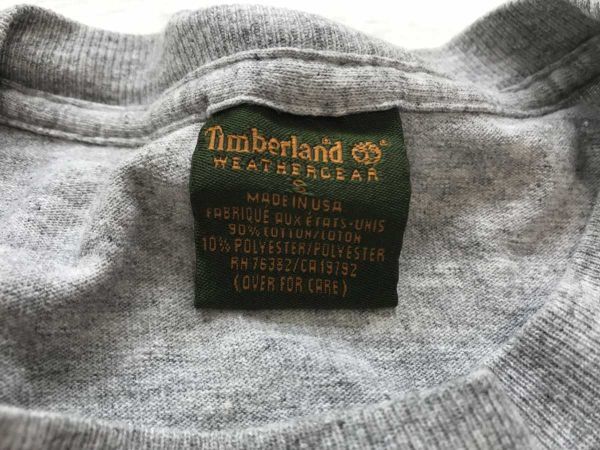 Timberland ®
WEATHERGEAR
S
MADE IN USA
FABRIQUE AUX ÉTATS-UNIS
90% COTTON/COTON
10% POLYESTER/POLYESTER
RN 76382/CA 19792
(OVER FOR CARE)